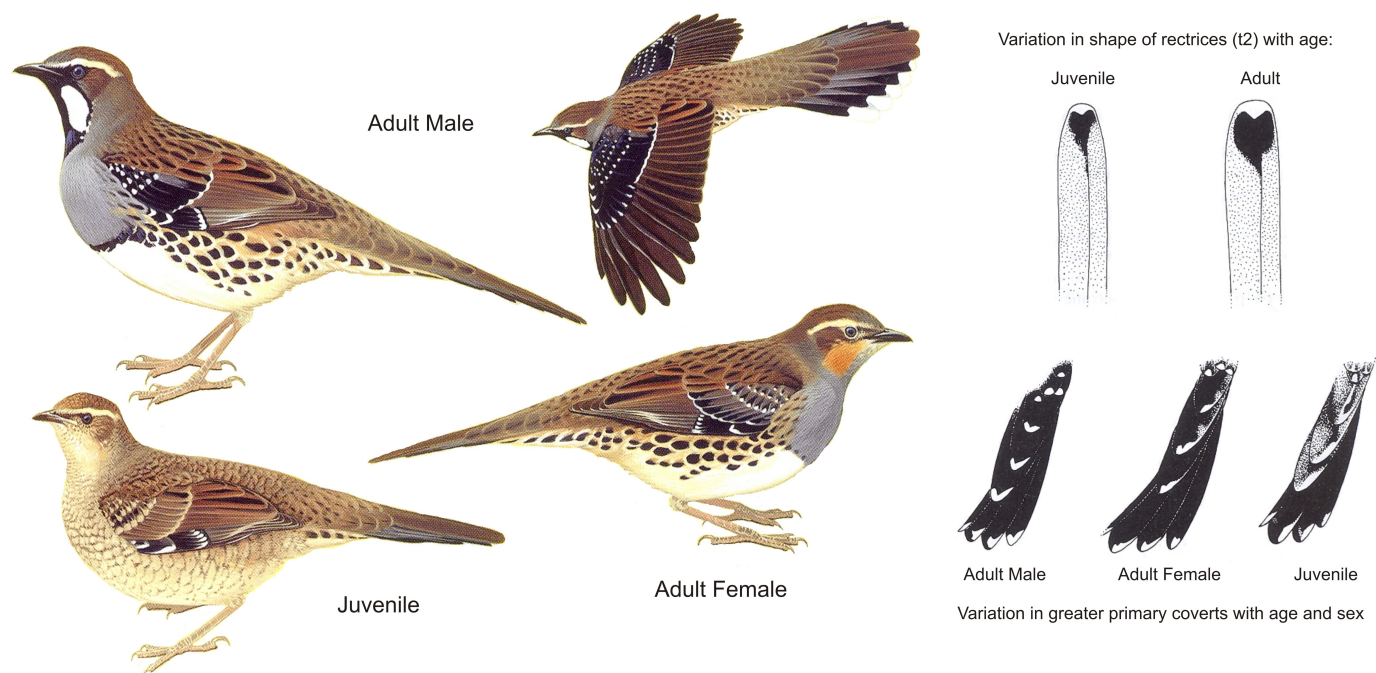 Variation in shape of rectrices (t2) with age:
Juvenile
Adult
Adult Male
Juvenile
Adult Female
Adult Male
Adult Female
Juvenile
Variation in greater primary coverts with age and sex